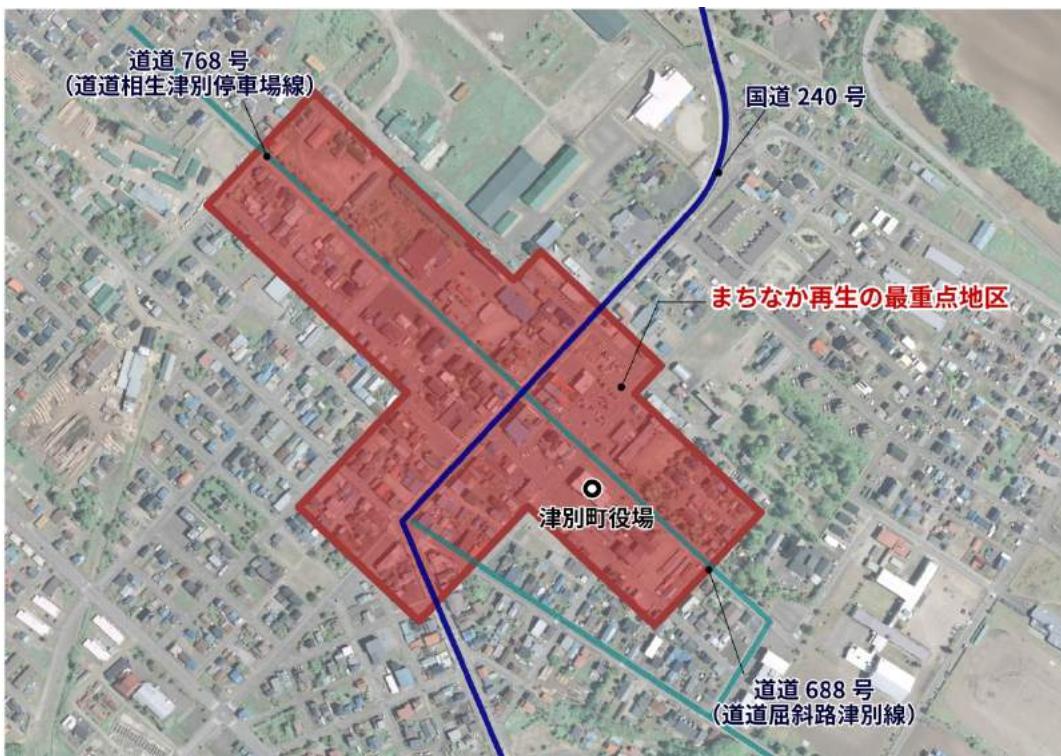 道道 768 号
（道道相生津別停車場線）
国道 240 号
まちなか再生の最重点地区
津別町役場
道道 688 号
（道道屈斜路津別線）